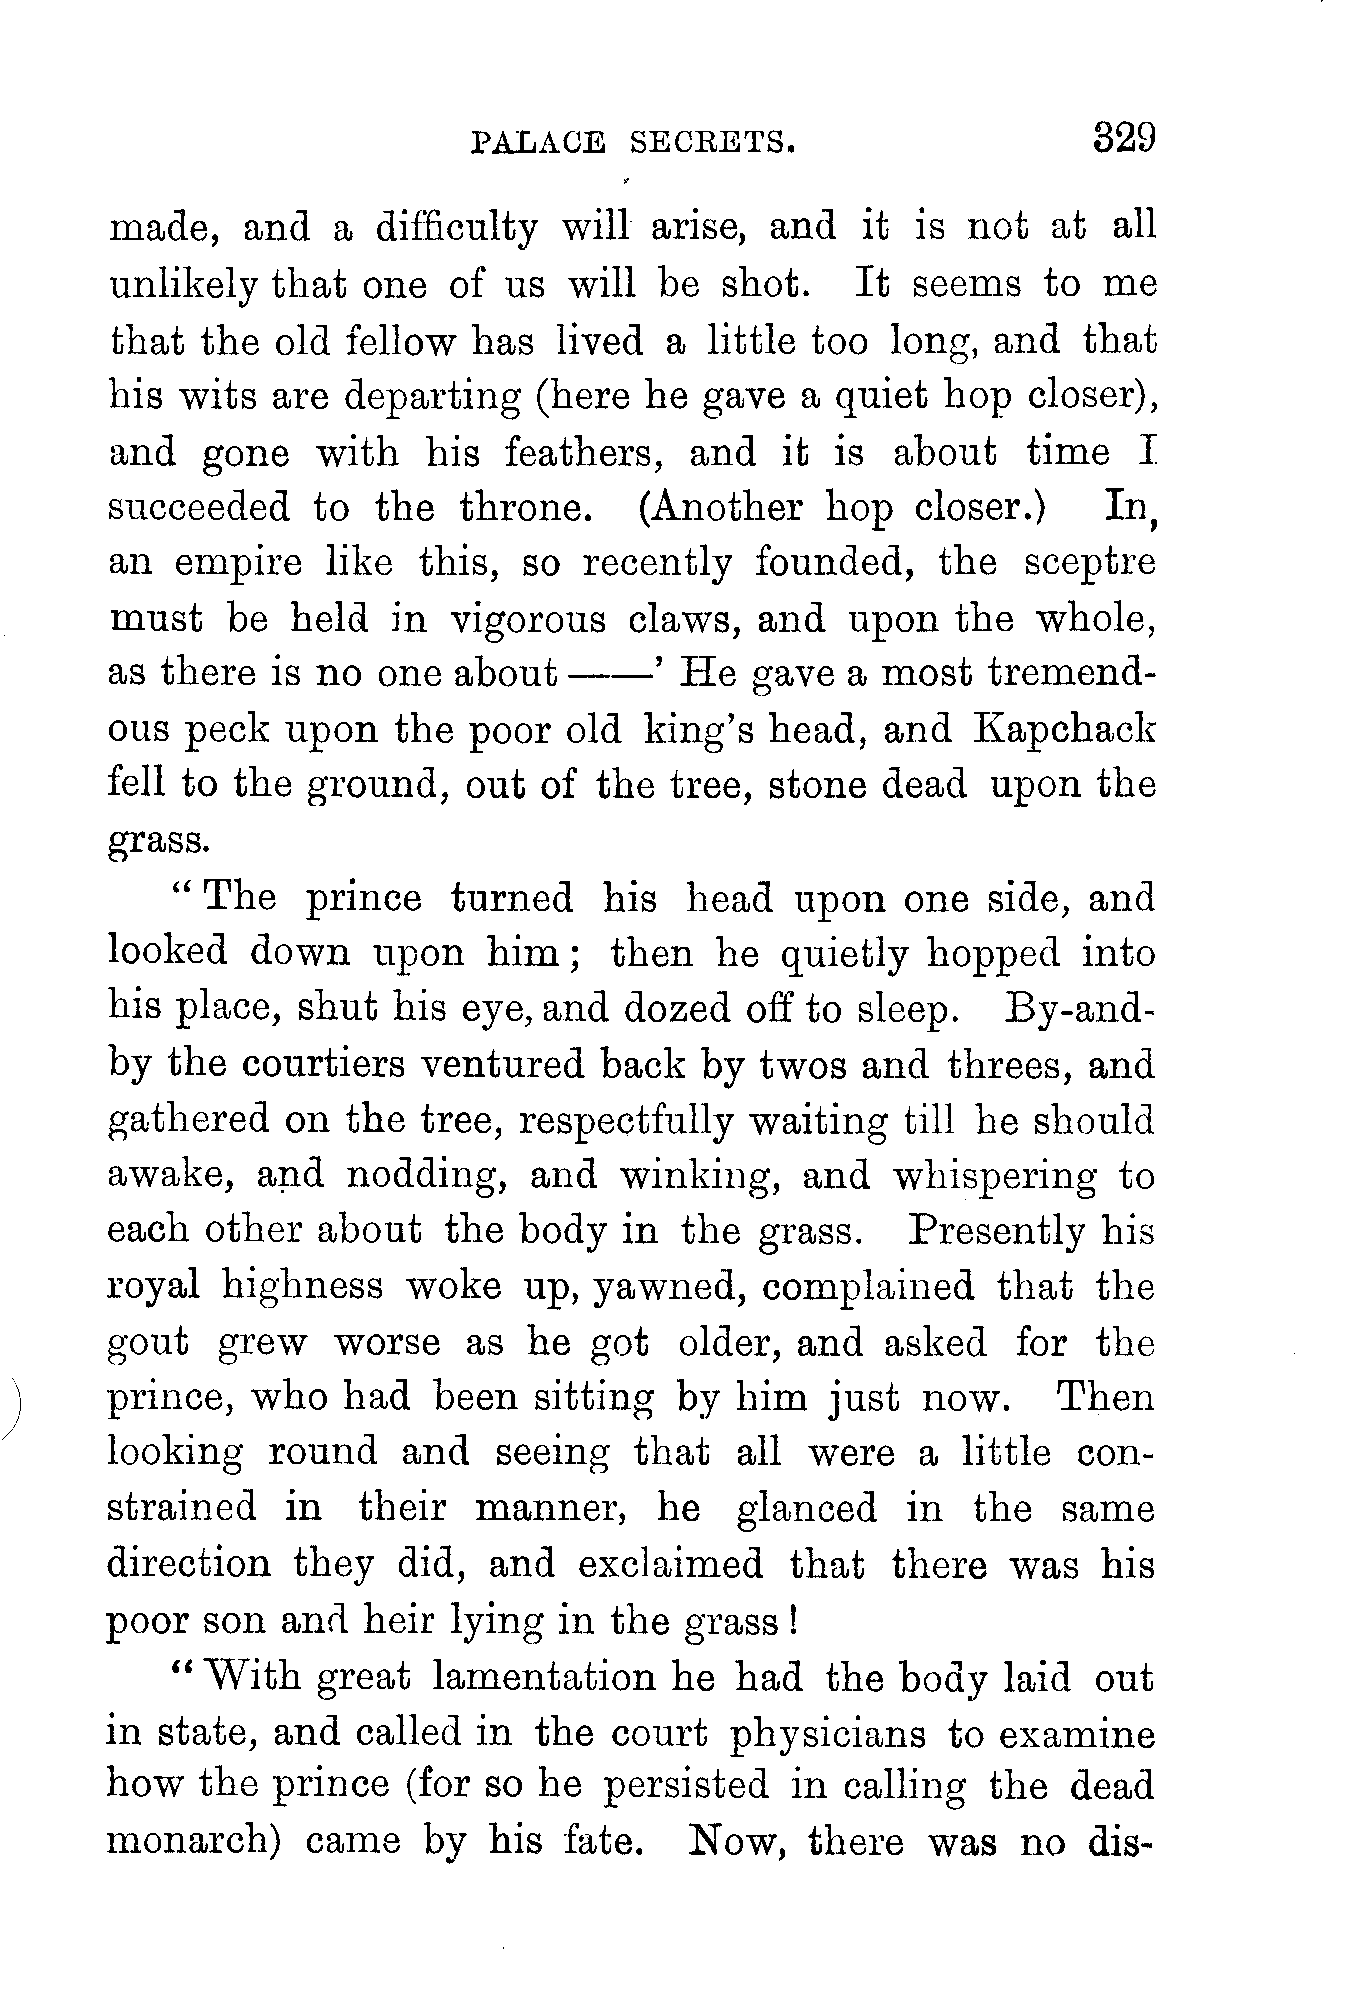 PALACE SECRETS. 329
made, and a difficulty will arise, and it is not at all
unlikely that one of us will be shot. It seems to me
that the old fellow has lived a little too long, and that
his wits are departing (here he gave a quiet hop closer),
and gone with his feathers, and it is about time I
succeeded to the throne. (Another hop closer.) In,
an empire like this, so recently founded, the sceptre
must be held in vigorous claws, and upon the whole,
as there is no one about ——' He gave a most tremend-
ous peck upon the poor old king's head, and Kapchack
fell to the ground, out of the tree, stone dead upon the
grass.
"The prince turned his head upon one side, and
looked down upon him; then he quietly hopped into
his place, shut his eye, and dozed off to sleep. By-and-
by the courtiers ventured back by twos and threes, and
gathered on the tree, respectfully waiting till he should
awake, and nodding, and winking, and whispering to
each other about the body in the grass. Presently his
royal highness woke up, yawned, complained that the
gout grew worse as he got older, and asked for the
prince, who had been sitting by him just now. Then
looking round and seeing that all were a little con-
strained in their manner, he glanced in the same
direction they did, and exclaimed that there was his
poor son and heir lying in the grass!
"With great lamentation he had the body laid out
in state, and called in the court physicians to examine
how the prince (for so he persisted in calling the dead
monarch) came by his fate. Now, there was no dis-